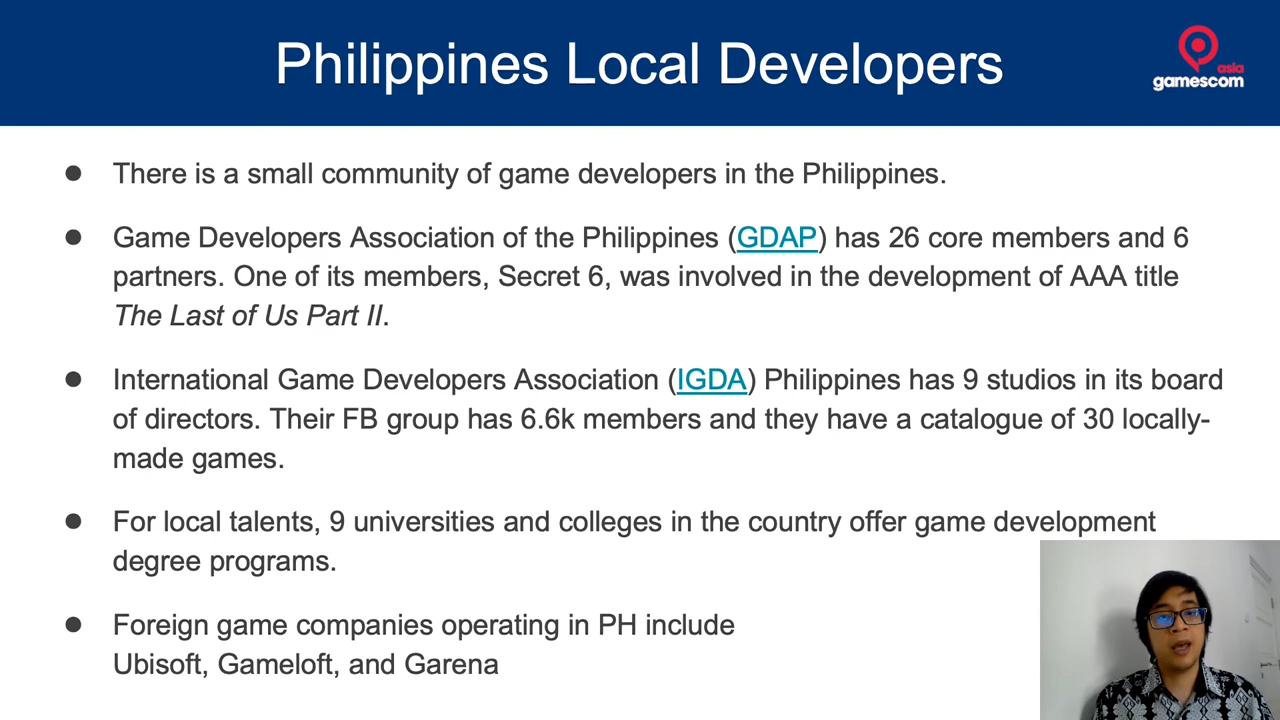 Philippines Local Developers
asia
gamescom
● There is a small community of game developers in the Philippines.
● Game Developers Association of the Philippines (GDAP) has 26 core members and 6
partners. One of its members, Secret 6, was involved in the development of AAA title
The Last of Us Part II.
● International Game Developers Association (IGDA) Philippines has 9 studios in its board
of directors. Their FB group has 6.6k members and they have a catalogue of 30 locally-
made games.
● For local talents, 9 universities and colleges in the country offer game development
degree programs.
● Foreign game companies operating in PH include
Ubisoft, Gameloft, and Garena